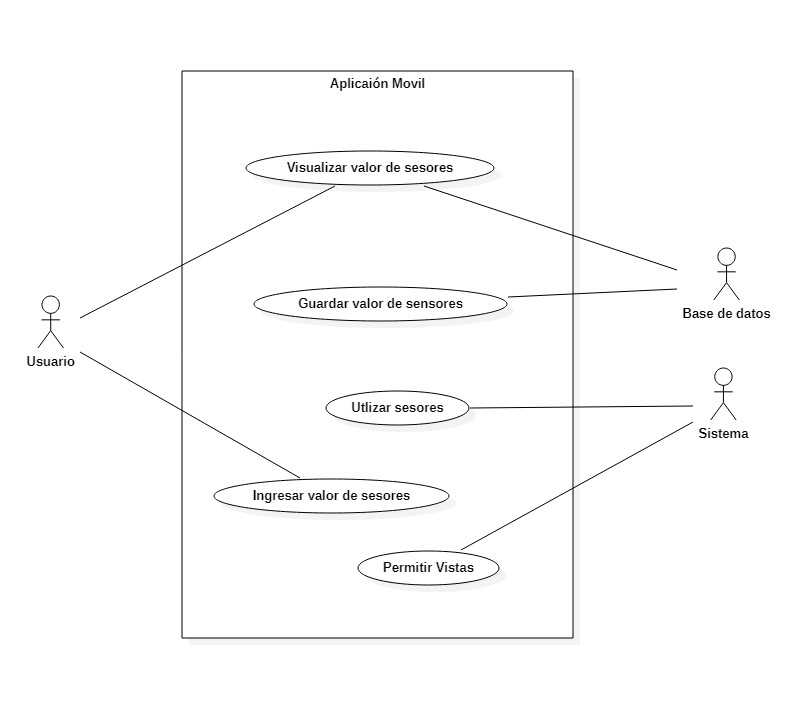 Aplicaión Movil
Visualizar valor de sesores
Guardar valor de sensores
Base de datos
Usuario
Utlizar sesores
Sistema
Ingresar valor de sesores
Permitir Vistas